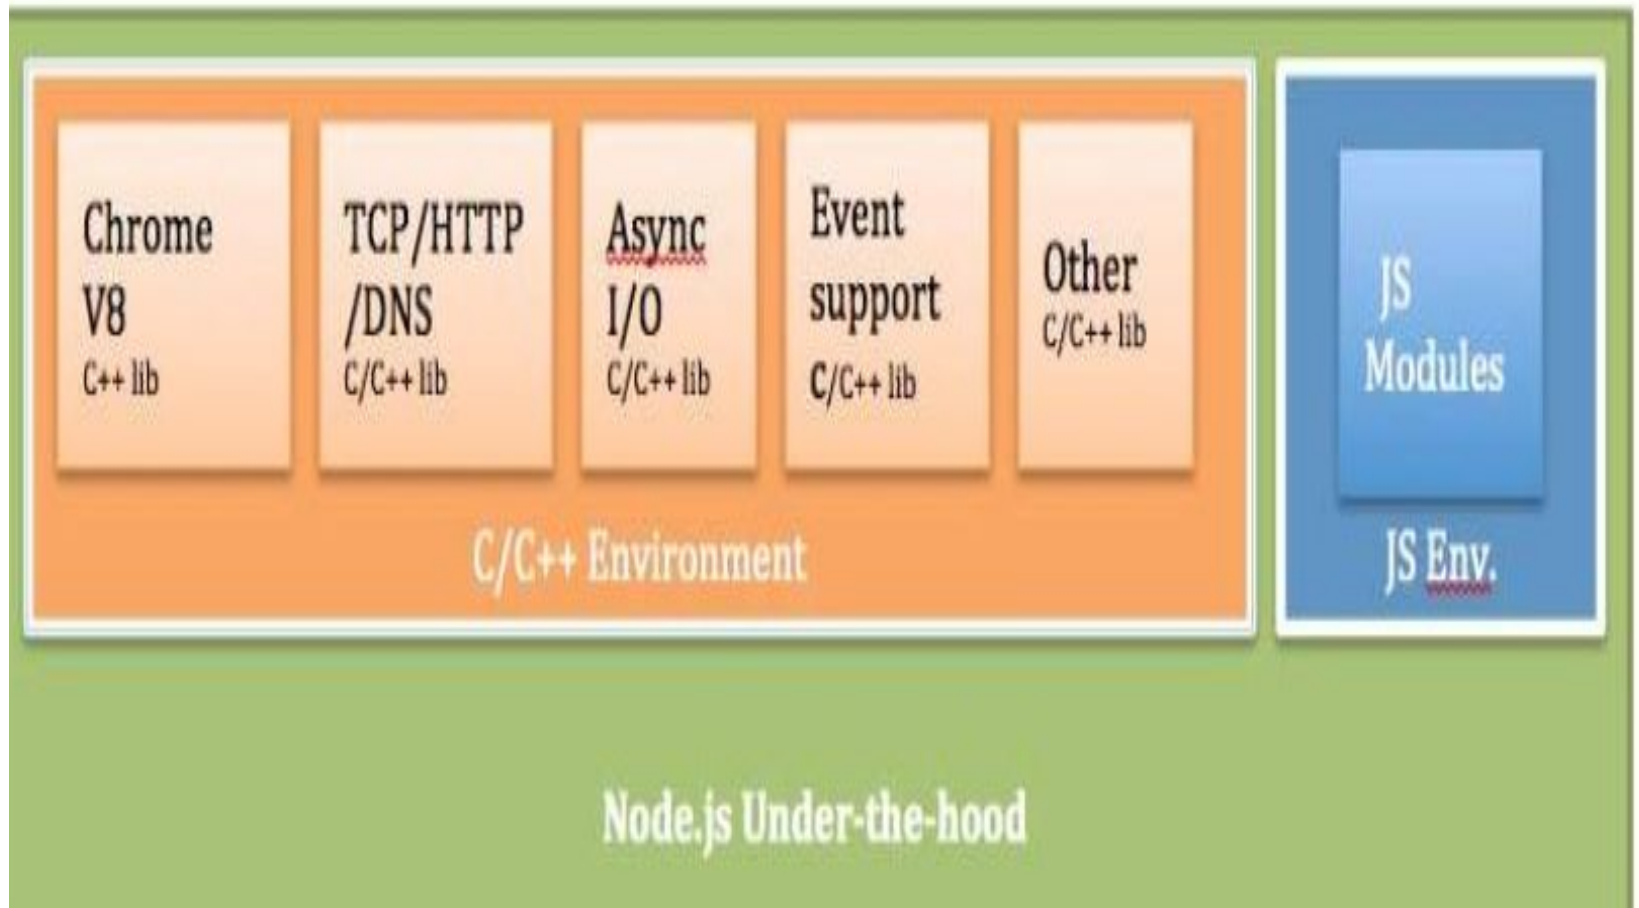 Chrome
V8
C++ lib
TCP/HTTP
/DNS
C/C++ lib
Async
I/O
C/C++ lib
Event
support
C/C++ lib
Other
C/C++ lib
C/C++ Environment
JS
Modules
JS Env.
Node.js Under-the-hood